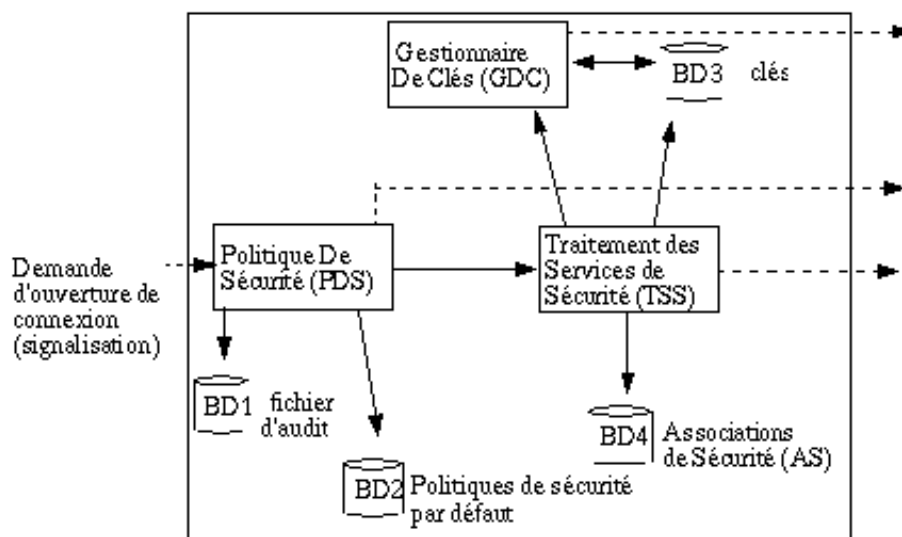 Gestionnaire
De Clés (GDC)
BD3
clés
Demande
d'ouverture de
connexion
(signalisation)
Politique De
Sécurité (PDS)
Traitement des
Services de
Sécurité (TSS)
BD1
fichier
d'audit
BD2
Politiques de sécurité
par défaut
BD4
Associations
de Sécurité (AS)